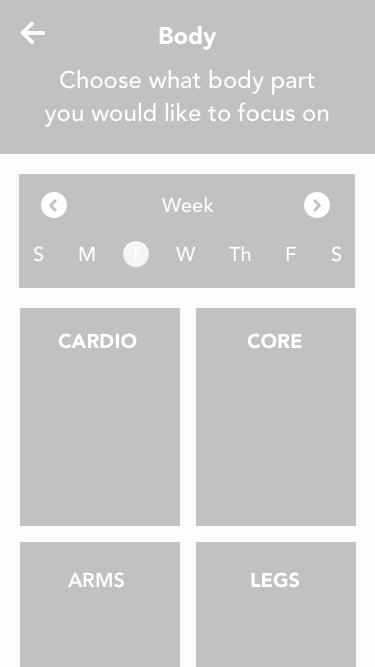 Body
Choose what body part
you would like to focus on
Week
S M T W Th F S
CARDIO CORE
ARMS LEGS